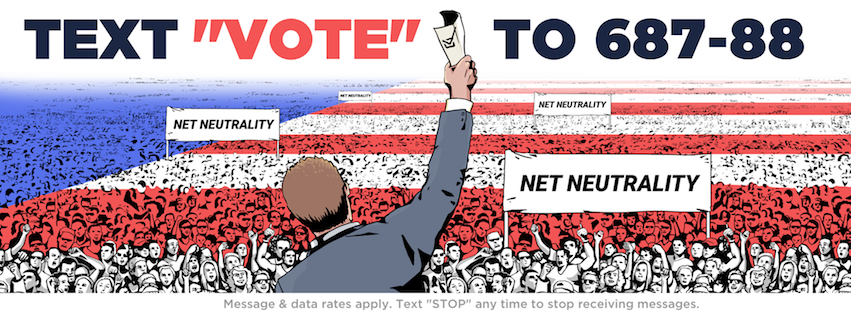 TEXT "VOTE" TO 687-88
NET NEUTRALITY
NET NEUTRALITY
NET NEUTRALITY
NET NEUTRALITY
Message & data rates apply. Text "STOP" any time to stop receiving messages.